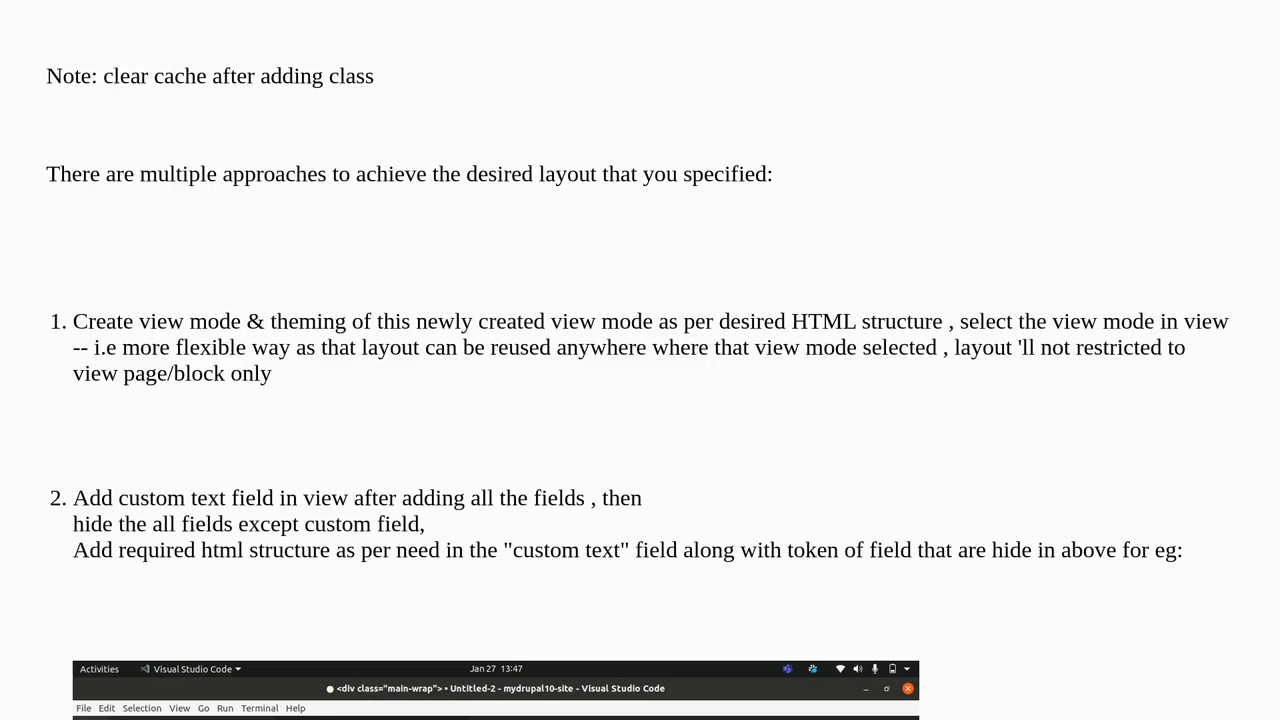 Note: clear cache after adding class
There are multiple approaches to achieve the desired layout that you specified:
1. Create view mode & theming of this newly created view mode as per desired HTML structure , select the view mode in view
-- i.e more flexible way as that layout can be reused anywhere where that view mode selected , layout 'll not restricted to
view page/block only
2. Add custom text field in view after adding all the fields , then
hide the all fields except custom field,
Add required html structure as per need in the "custom text" field along with token of field that are hide in above for eg:
Activities Visual Studio Code Jan 27 13:47
● <div class="main-wrap"> • Untitled-2 - mydrupal10-site - Visual Studio Code
File Edit Selection View Go Run Terminal Help